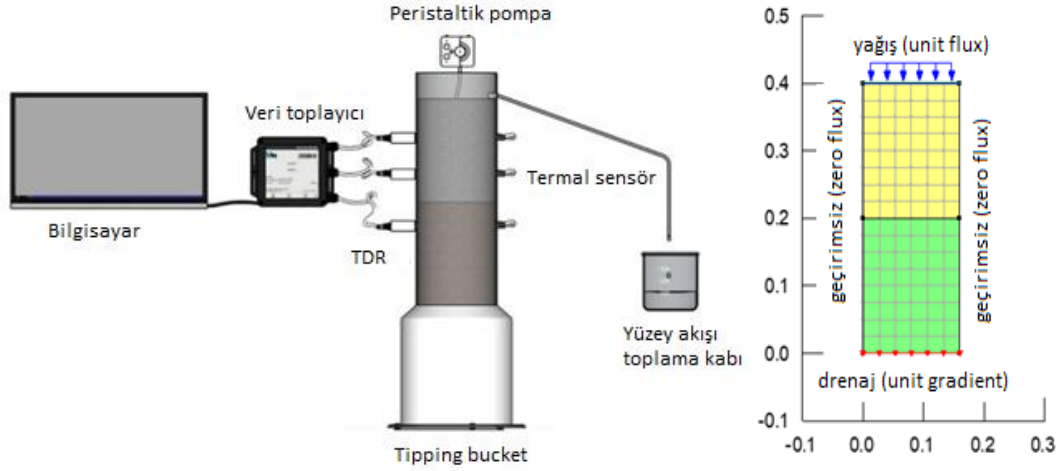 Peristaltik pompa
Veri toplayıcı
Bilgisayar
TDR
Termal sensör
Yüzey akışı
toplama kabı
Tipping bucket
0.5
0.4
0.3
0.2
0.1
0.0
-0.1
yağış (unit flux)
geçirimsiz (zero flux)
geçirimsiz (zero flux)
drenaj (unit gradient)
-0.1
0.0
0.1
0.2
0.3